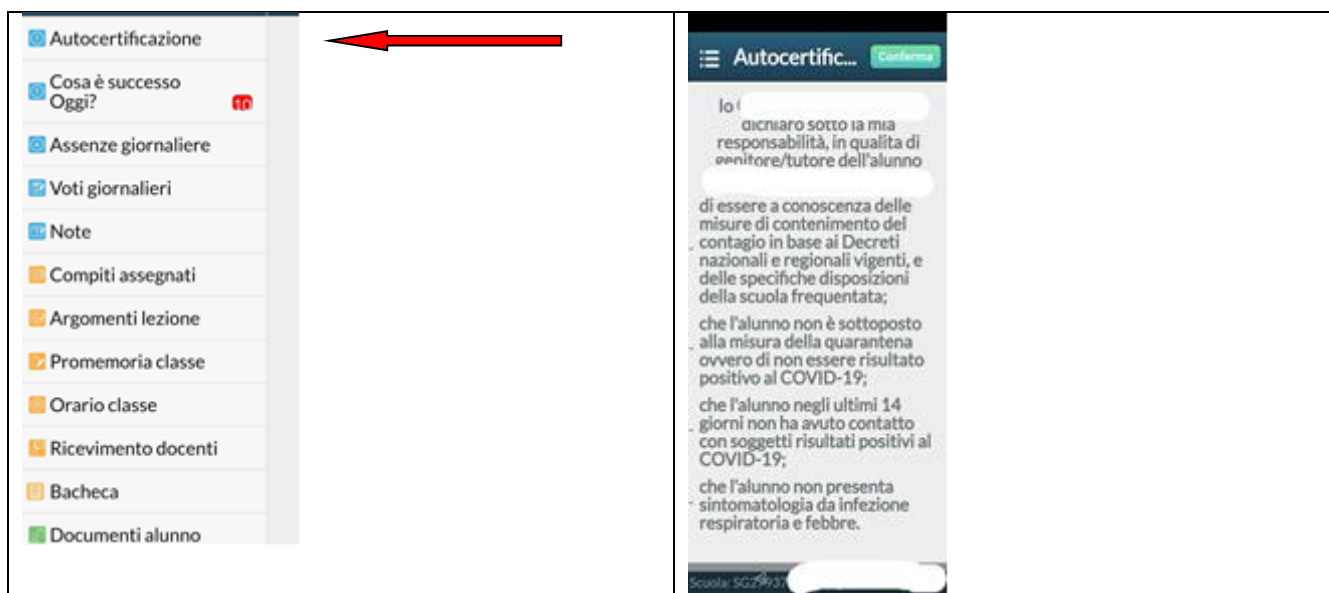 Autocertificazione
Cosa è successo
Oggi?
10
Assenze giornaliere
Voti giornalieri
Note
Compiti assegnati
Argomenti lezione
Promemoria classe
Orario classe
Ricevimento docenti
Bacheca
Documenti alunno
Autocertific...
Conferma
Io
dichiaro sotto la mia
responsabilità, in qualita di
genitore/tutore dell'alunno
di essere a conoscenza delle
misure di contenimento del
contagio in base ai Decreti
nazionali e regionali vigenti, e
delle specifiche disposizioni
della scuola frequentata;
che l'alunno non è sottoposto
alla misura della quarantena
ovvero di non essere risultato
positivo al COVID-19;
che l'alunno negli ultimi 14
giorni non ha avuto contatto
con soggetti risultati positivi al
COVID-19;
che l'alunno non presenta
sintomatologia da infezione
respiratoria e febbre.
Scuola: